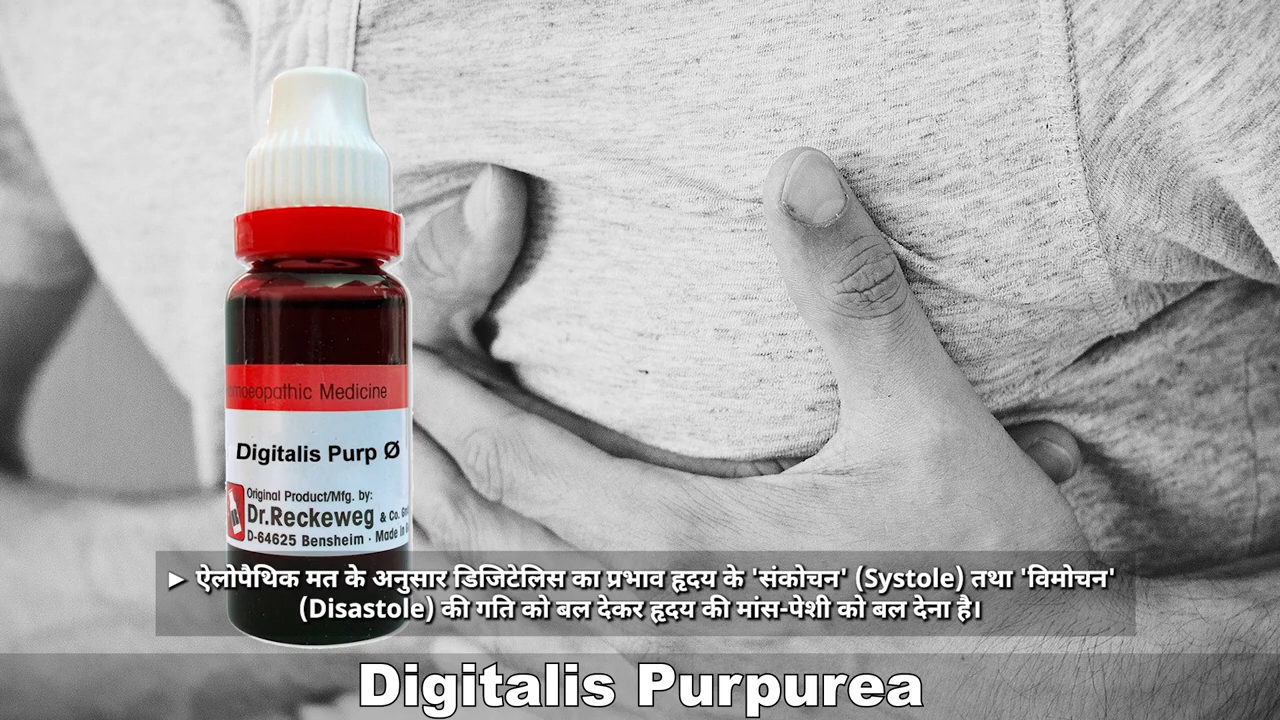 Homoeopathic Medicine
Digitalis Purp Ø
Original Product/Mfg. by:
Dr.Reckeweg & Co.
D-64625 Bensheim · Made in
► ऐलोपैथिक मत के अनुसार डिजिटेलिस का प्रभाव हृदय के 'संकोचन' (Systole) तथा 'विमोचन'
(Disastole) की गति को बल देकर हृदय की मांस-पेशी को बल देना है।
Digitalis Purpurea